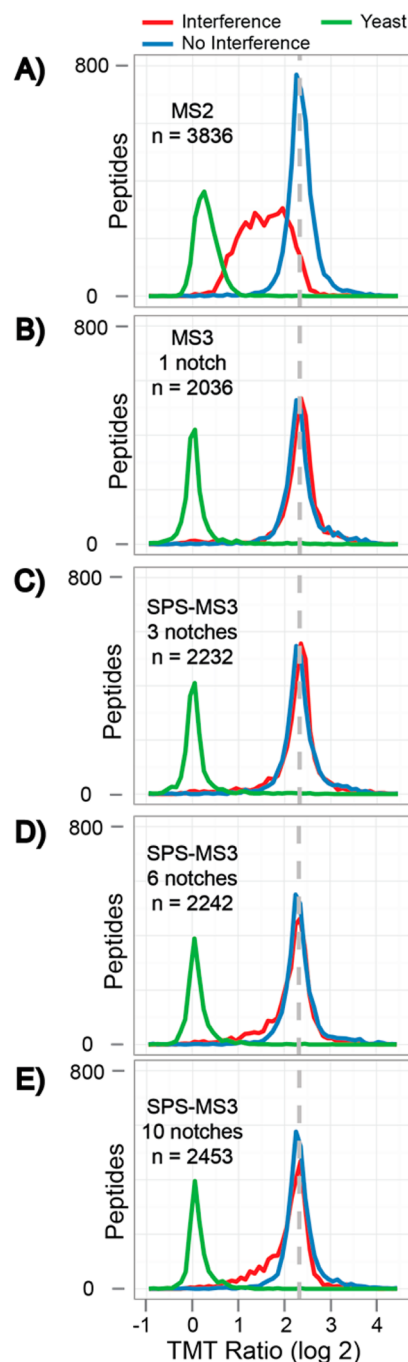 Interference
Yeast
No Interference
A)
800
MS2
n = 3836
Peptides
0
B)
800
MS3
1 notch
n = 2036
Peptides
0
C)
800
SPS-MS3
3 notches
n = 2232
Peptides
0
D)
800
SPS-MS3
6 notches
n = 2242
Peptides
0
E)
800
SPS-MS3
10 notches
n = 2453
Peptides
0
-1 0 1 2 3 4
TMT Ratio (log 2)